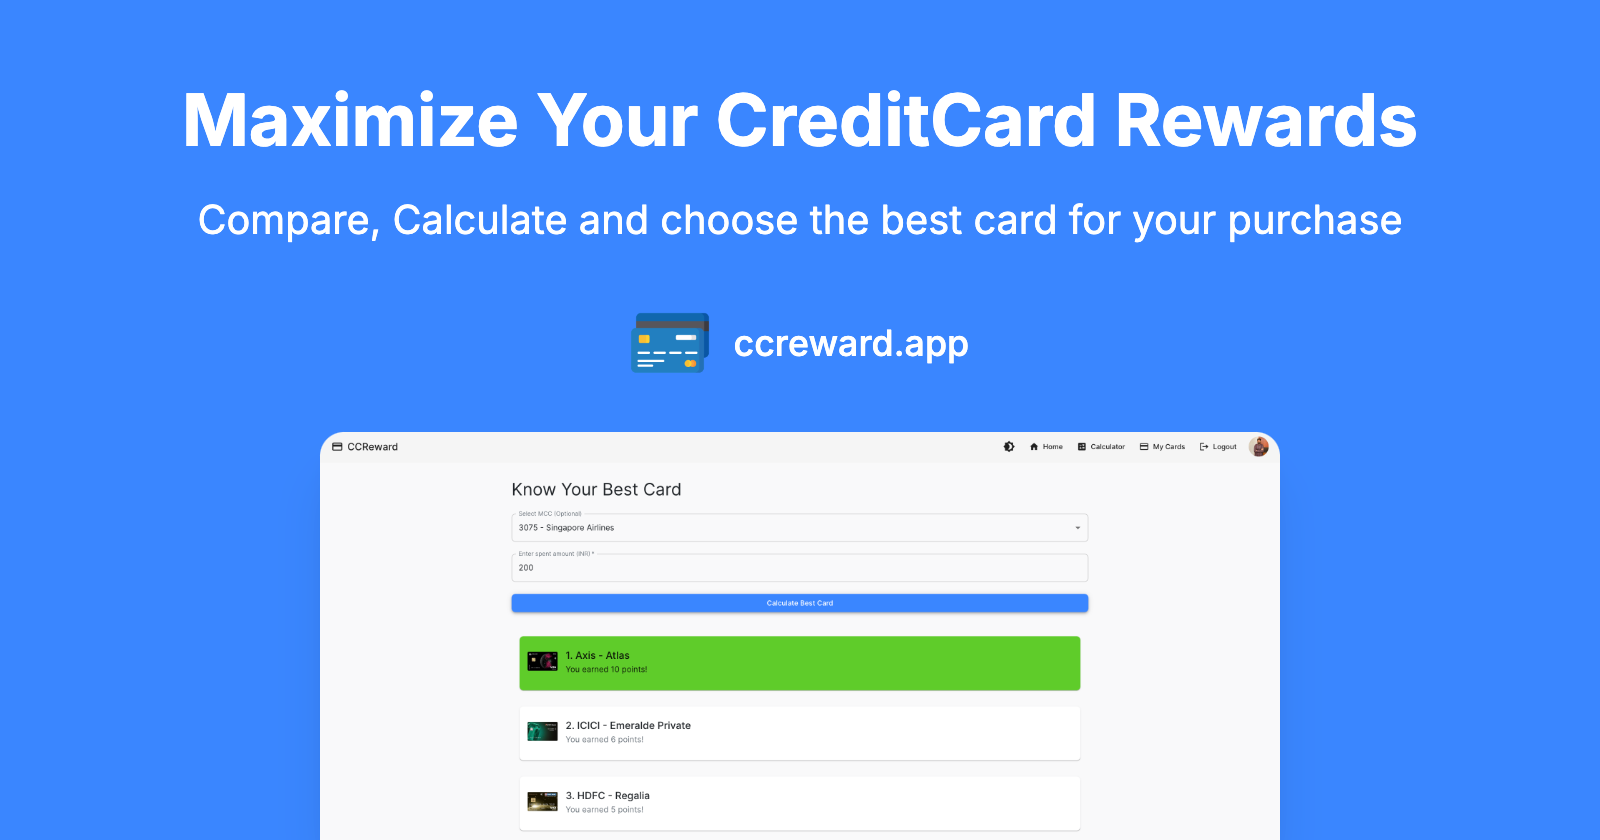 Maximize Your CreditCard Rewards
Compare, Calculate and choose the best card for your purchase
ccreward.app
CCReward
Home
Calculator
My Cards
Logout
Know Your Best Card
Select MCC (Optional)
3075 - Singapore Airlines
Enter spent amount (INR) *
200
Calculate Best Card
1. Axis - Atlas
You earned 10 points!
2. ICICI - Emeralde Private
You earned 6 points!
3. HDFC - Regalia
You earned 5 points!